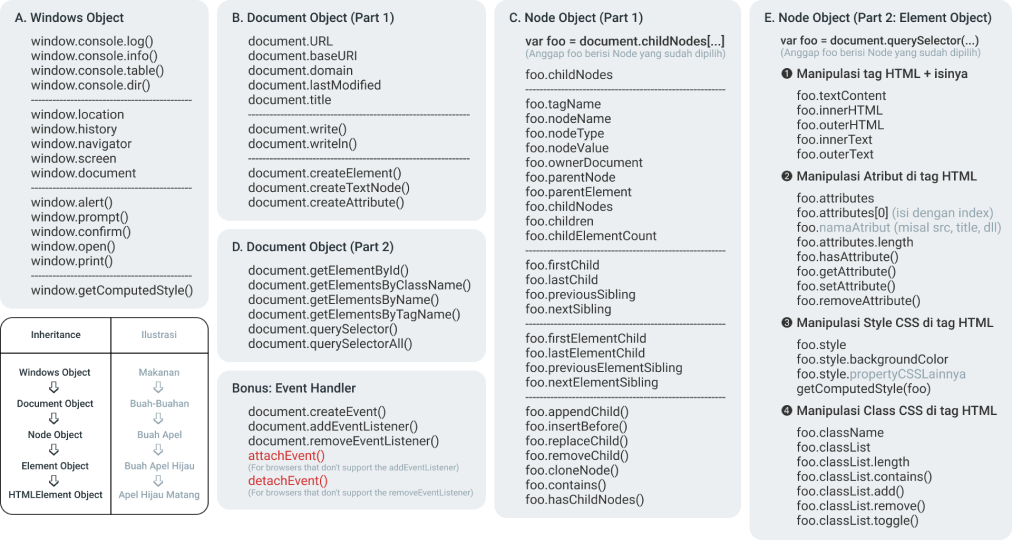 A. Windows Object
window.console.log()
window.console.info()
window.console.table()
window.console.dir()
window.location
window.history
window.navigator
window.screen
window.document
window.alert()
window.prompt()
window.confirm()
window.open()
window.print()
window.getComputedStyle()
Inheritance
Ilustrasi
Windows Object
Makanan
Document Object
Buah-Buahan
Node Object
Buah Apel
Element Object
Buah Apel Hijau
HTMLElement Object
Apel Hijau Matang
B. Document Object (Part 1)
document.URL
document.baseURI
document.domain
document.lastModified
document.title
document.write()
document.writeln()
document.createElement()
document.createTextNode()
document.createAttribute()
D. Document Object (Part 2)
document.getElementById()
document.getElementsByClassName()
document.getElementsByName()
document.getElementsByTagName()
document.querySelector()
document.querySelectorAll()
Bonus: Event Handler
document.createEvent()
document.addEventListener()
document.removeEventListener()
attachEvent()
(For browsers that don't support the addEventListener)
detachEvent()
(For browsers that don't support the removeEventListener)
C. Node Object (Part 1)
var foo = document.childNodes[...]
(Anggap foo berisi Node yang sudah dipilih)
foo.childNodes
foo.tagName
foo.nodeName
foo.nodeType
foo.nodeValue
foo.ownerDocument
foo.parentNode
foo.parentElement
foo.childNodes
foo.children
foo.childElementCount
foo.firstChild
foo.lastChild
foo.previousSibling
foo.nextSibling
foo.firstElementChild
foo.lastElementChild
foo.previousElementSibling
foo.nextElementSibling
foo.appendChild()
foo.insertBefore()
foo.replaceChild()
foo.removeChild()
foo.cloneNode()
foo.contains()
foo.hasChildNodes()
E. Node Object (Part 2: Element Object)
var foo = document.querySelector(...)
(Anggap foo berisi Node yang sudah dipilih)
❶ Manipulasi tag HTML + isinya
foo.textContent
foo.innerHTML
foo.outerHTML
foo.innerText
foo.outerText
❷ Manipulasi Atribut di tag HTML
foo.attributes
foo.attributes[0] (isi dengan index)
foo.namaAtribut (misal src, title, dll)
foo.attributes.length
foo.hasAttribute()
foo.getAttribute()
foo.setAttribute()
foo.removeAttribute()
❸ Manipulasi Style CSS di tag HTML
foo.style
foo.style.backgroundColor
foo.style.propertyCSSLainnya
getComputedStyle(foo)
❹ Manipulasi Class CSS di tag HTML
foo.className
foo.classList
foo.classList.length
foo.classList.contains()
foo.classList.add()
foo.classList.remove()
foo.classList.toggle()